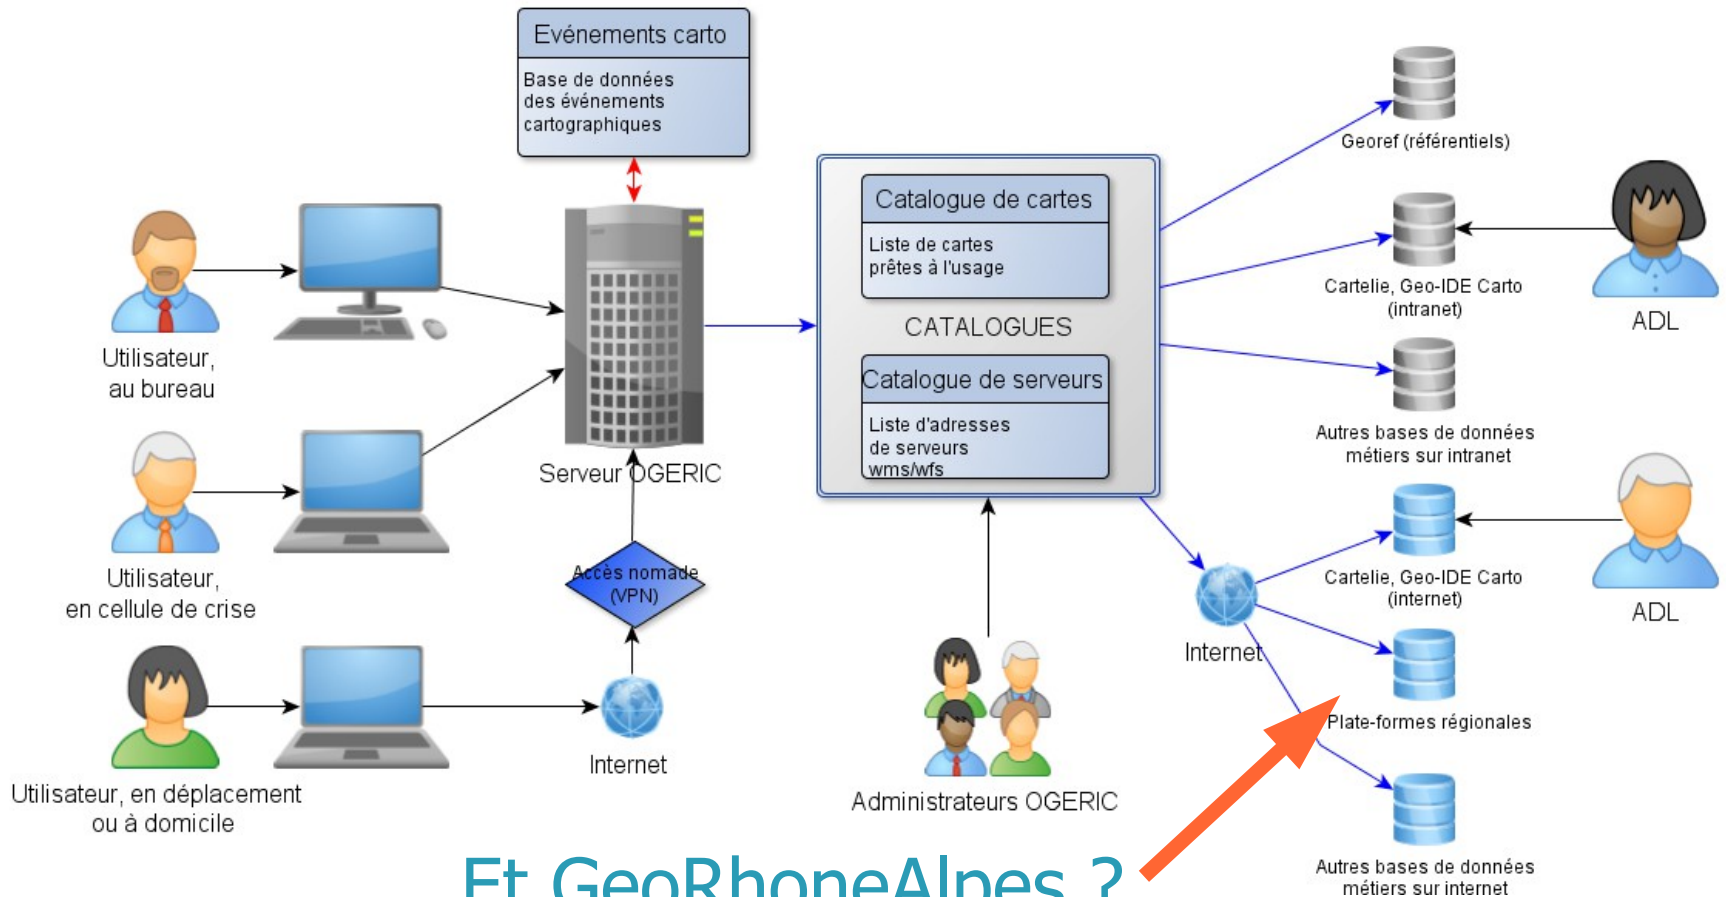 Evénements carto
Base de données
des événements
cartographiques
Utilisateur,
au bureau
Utilisateur,
en cellule de crise
Utilisateur, en déplacement
ou à domicile
Serveur OGERIC
Accès nomade
(VPN)
Internet
Catalogue de cartes
Liste de cartes
prêtes à l'usage
CATALOGUES
Catalogue de serveurs
Liste d'adresses
de serveurs
wms/wfs
Administrateurs OGERIC
Internet
Georef (référentiels)
Cartelie, Geo-IDE Carto
(intranet)
ADL
Autres bases de données
métiers sur intranet
Cartelie, Geo-IDE Carto
(internet)
ADL
Plate-formes régionales
Autres bases de données
métiers sur internet
Et GeoRhoneAlpes ?